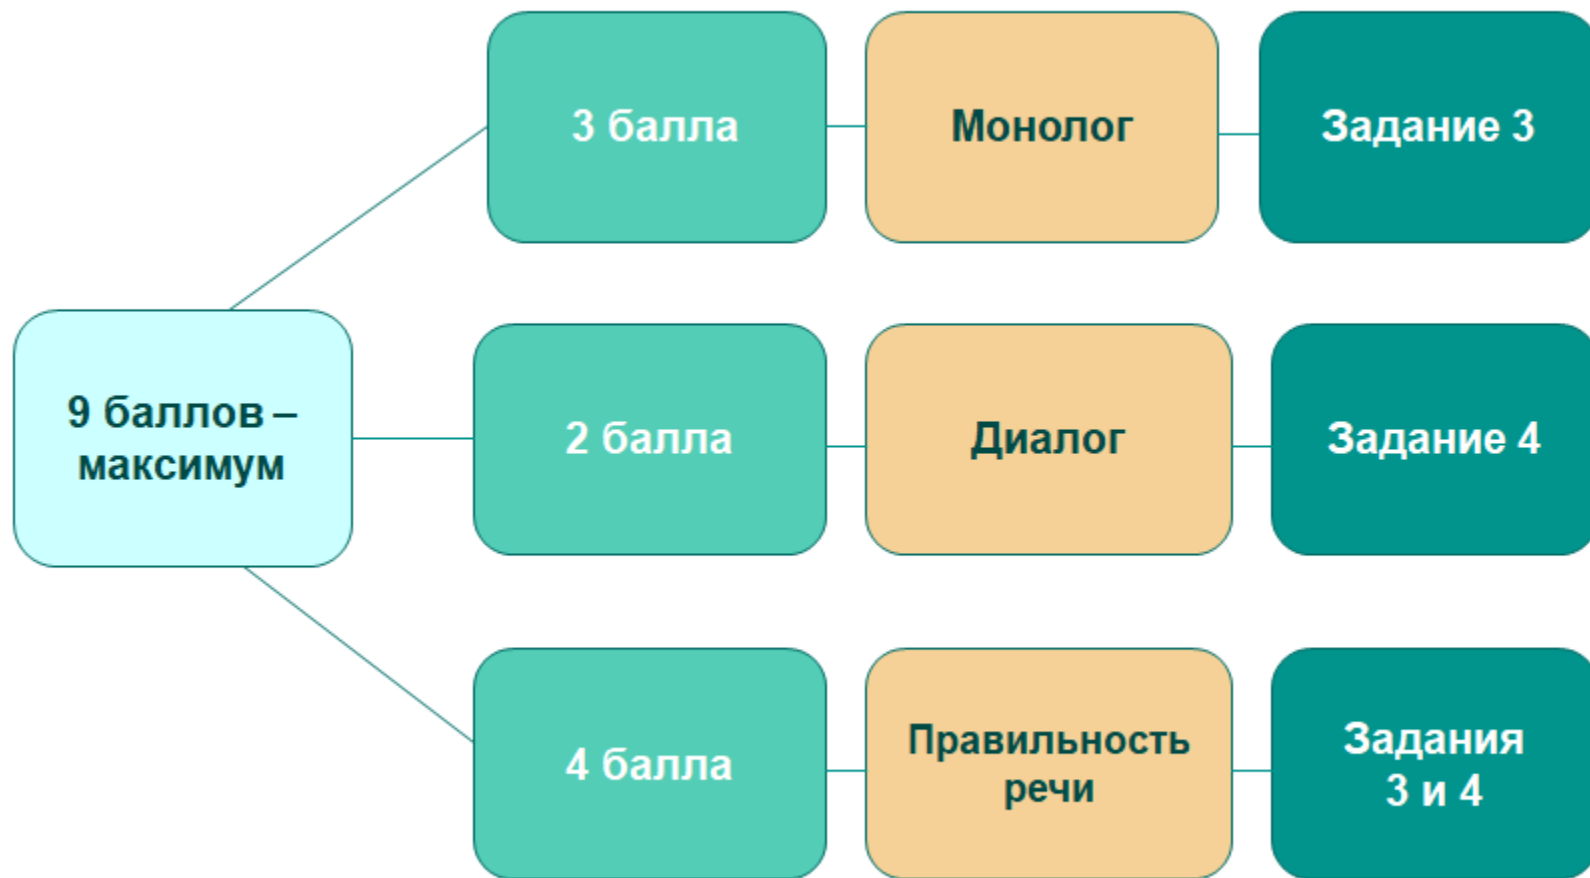 3 балла
Монолог
Задание 3
9 баллов –
максимум
2 балла
Диалог
Задание 4
4 балла
Правильность
речи
Задания
3 и 4